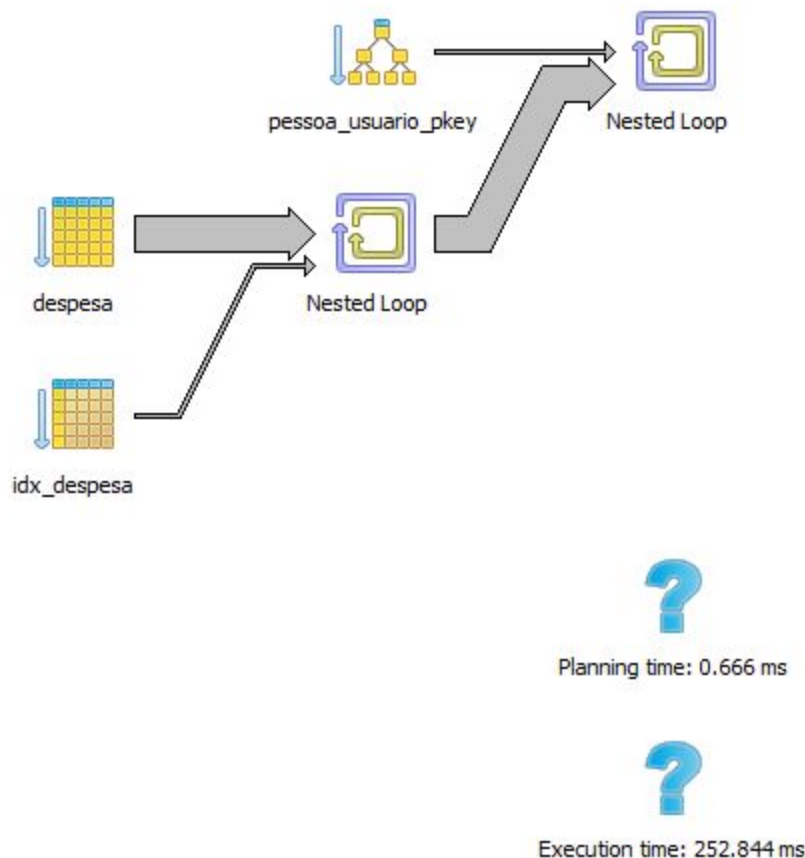 pessoa_usuario_pkey
Nested Loop
despesa
Nested Loop
idx_despesa
Planning time: 0.666 ms
Execution time: 252.844 ms